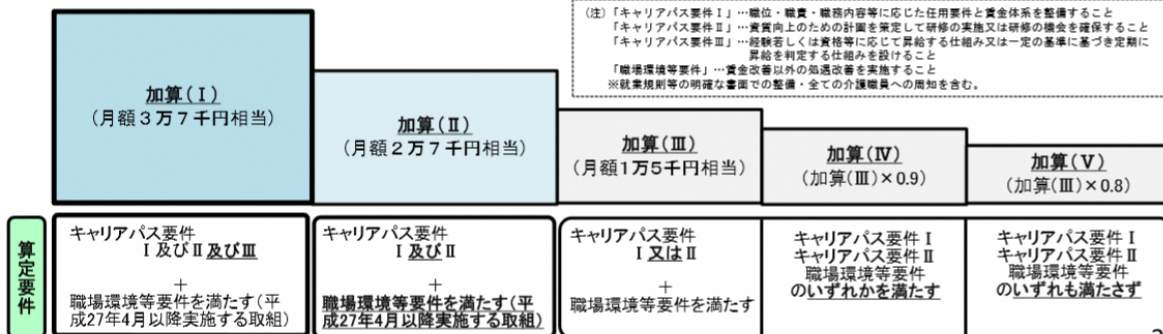 （注）「キャリアパス要件Ⅰ」…職位・職責・職務内容等に応じた任用要件と賃金体系を整備すること
「キャリアパス要件Ⅱ」…資質向上のための計画を策定して研修の実施又は研修の機会を確保すること
「キャリアパス要件Ⅲ」…経験若しくは資格等に応じて昇給する仕組み又は一定の基準に基づき定期に
昇給を判定する仕組みを設けること
「職場環境等要件」…賃金改善以外の処遇改善を実施すること
※就業規則等の明確な書面での整備・全ての介護職員への周知を含む。
加算（Ⅰ）
（月額３万７千円相当）
加算（Ⅱ）
（月額２万７千円相当）
加算（Ⅲ）
（月額1万5千円相当）
加算（Ⅳ）
（加算（Ⅲ）×0.9）
加算（Ⅴ）
（加算（Ⅲ）×0.8）
算定要件
キャリアパス要件
Ⅰ及びⅡ及びⅢ
＋
職場環境等要件を満たす（平
成27年4月以降実施する取組）
キャリアパス要件
Ⅰ及びⅡ
＋
職場環境等要件を満たす（平
成27年4月以降実施する取組）
キャリアパス要件
Ⅰ又はⅡ
＋
職場環境等要件を満たす
キャリアパス要件Ⅰ
キャリアパス要件Ⅱ
職場環境等要件
のいずれかを満たす
キャリアパス要件Ⅰ
キャリアパス要件Ⅱ
職場環境等要件
のいずれも満たさず